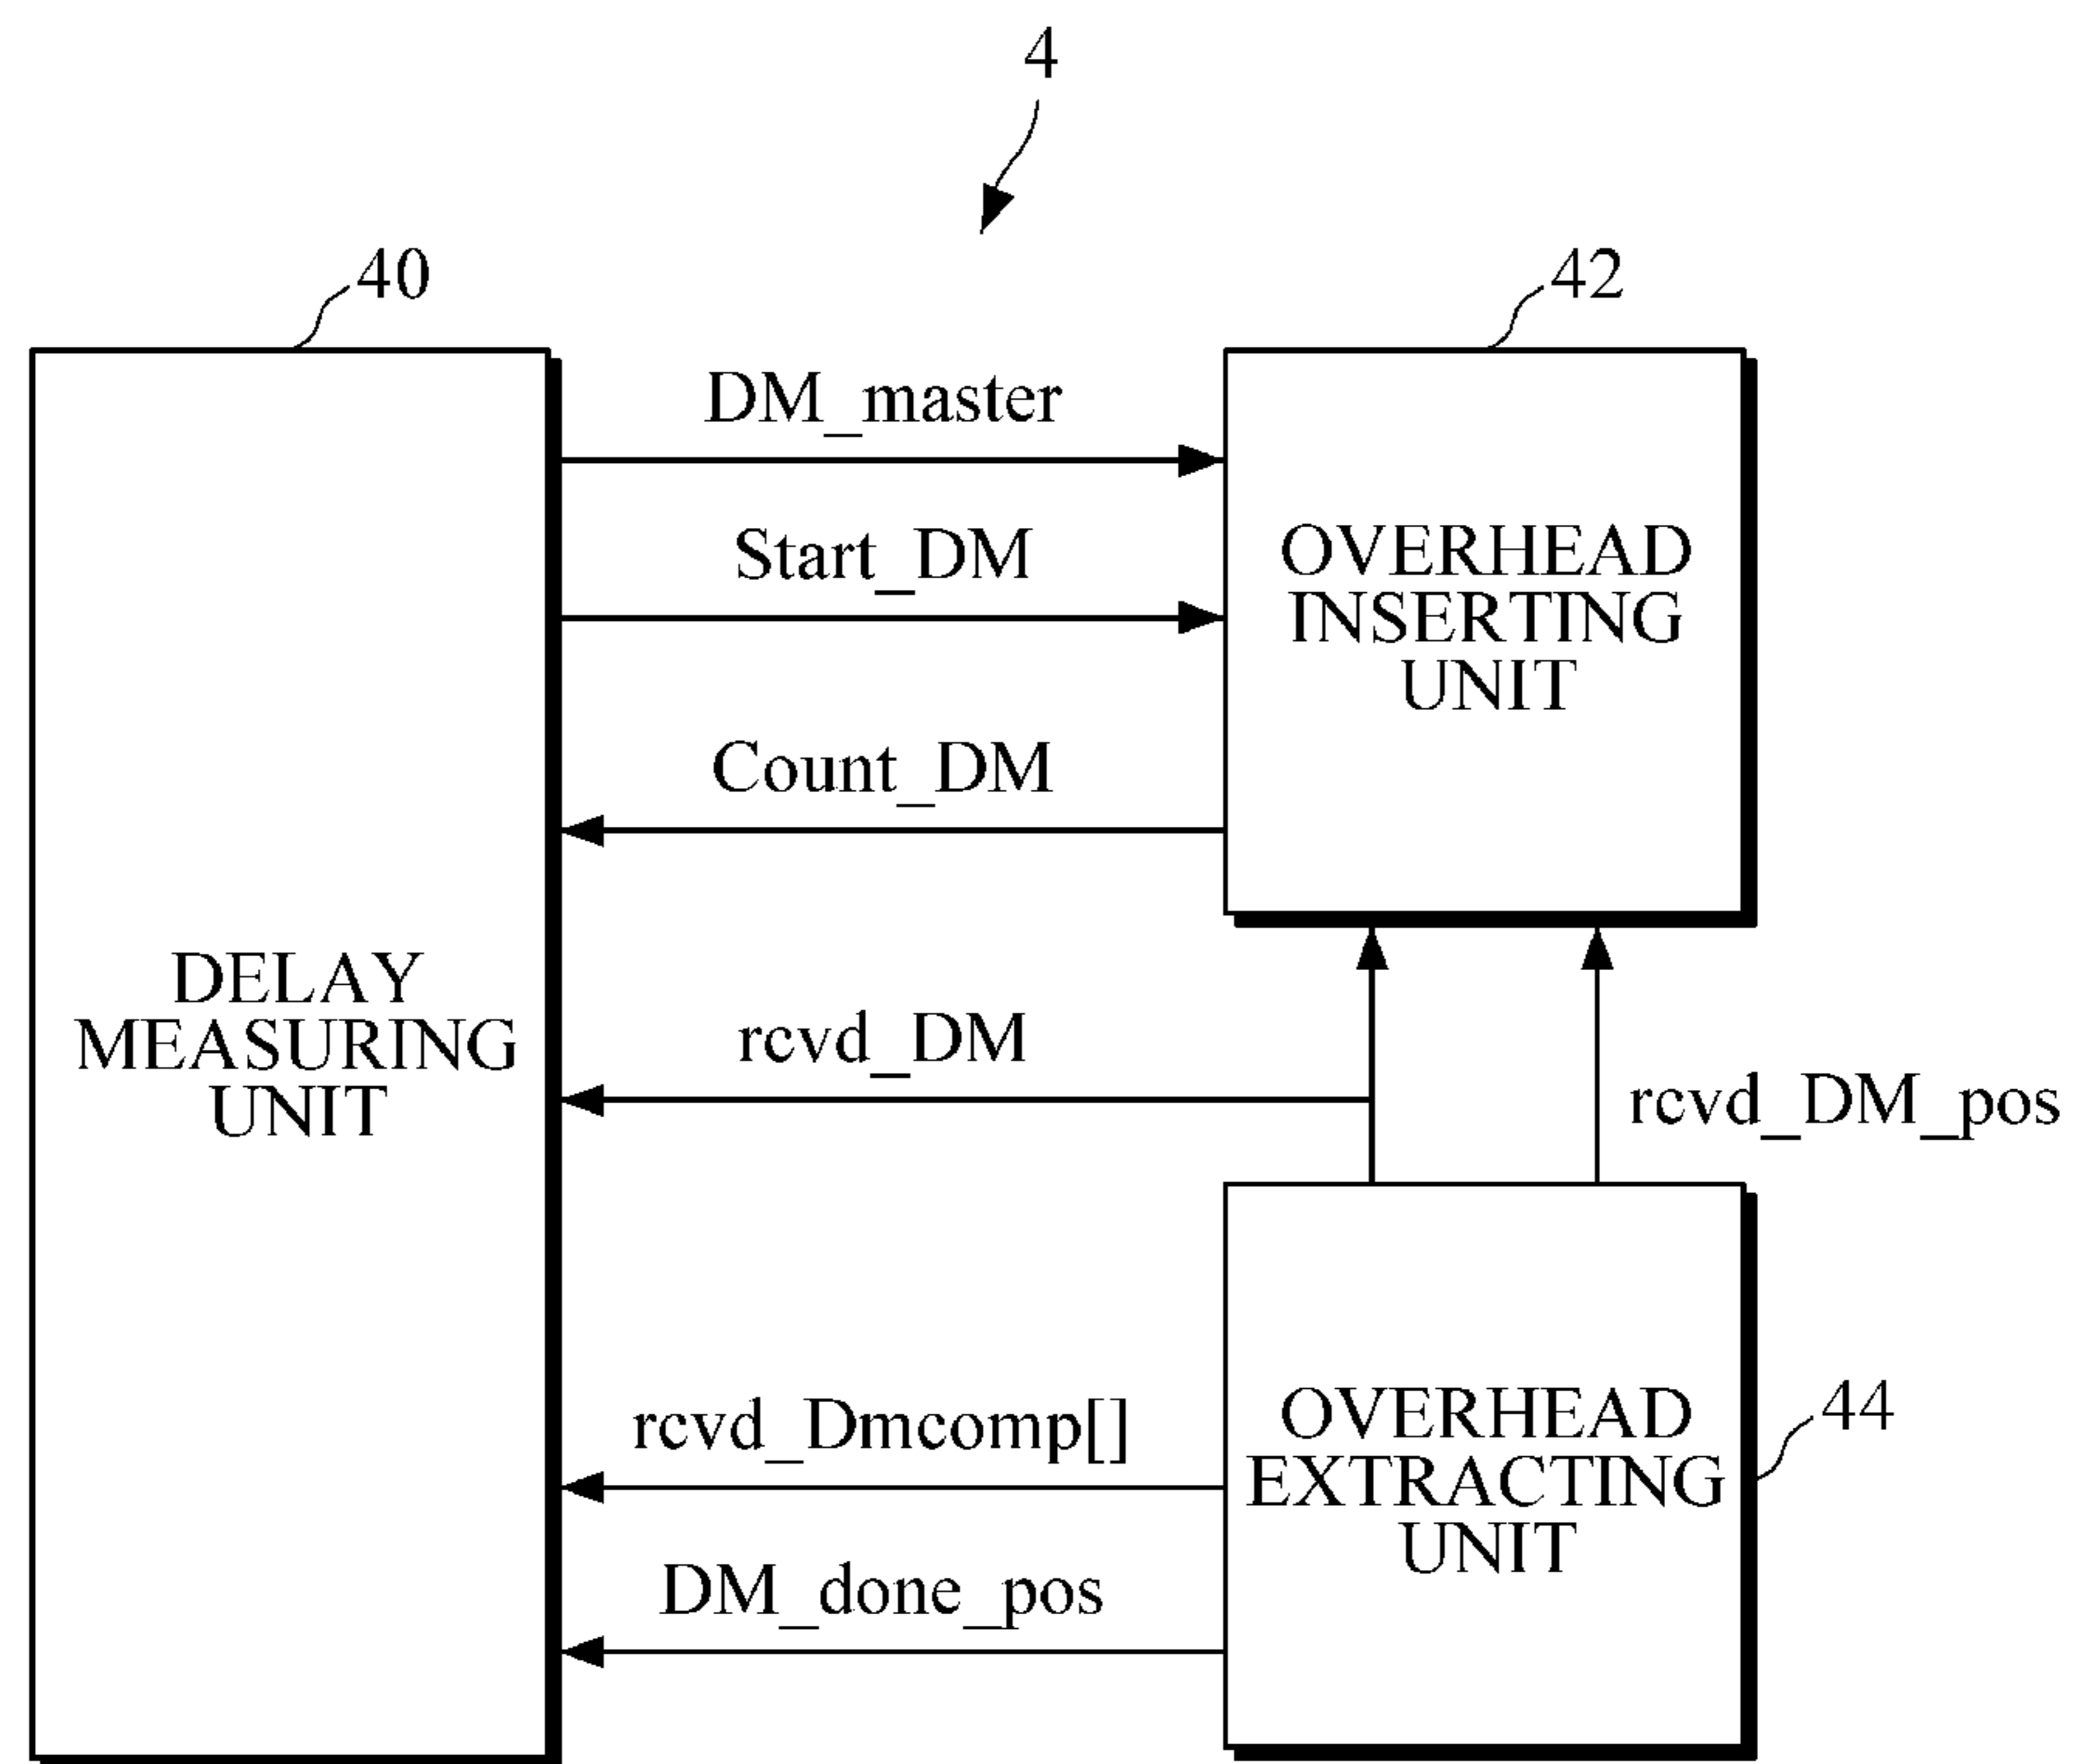 4
40
42
DM_master
Start_DM
Count_DM
OVERHEAD
INSERTING
UNIT
DELAY
MEASURING
UNIT
rcvd_DM
rcvd_DM_pos
rcvd_Dmcomp[]
DM_done_pos
OVERHEAD
EXTRACTING
UNIT
44